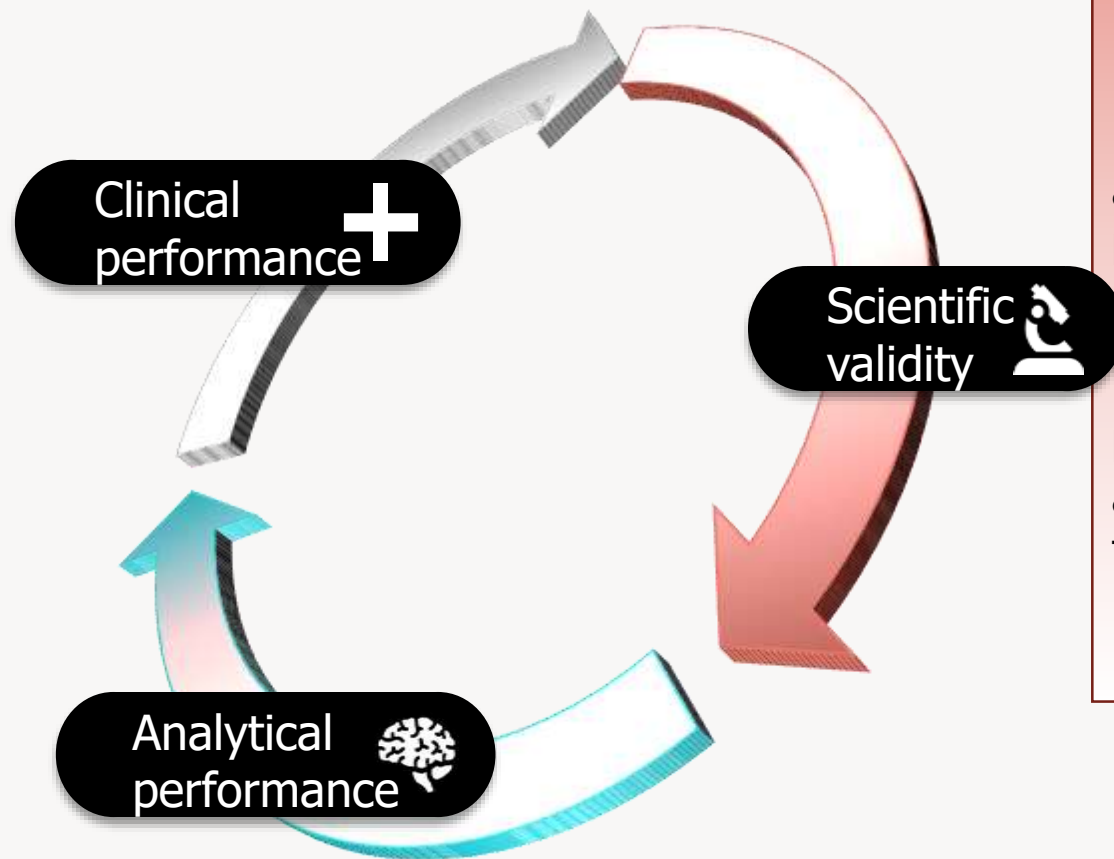 Clinical
performance
Scientific
validity
Analytical
performance